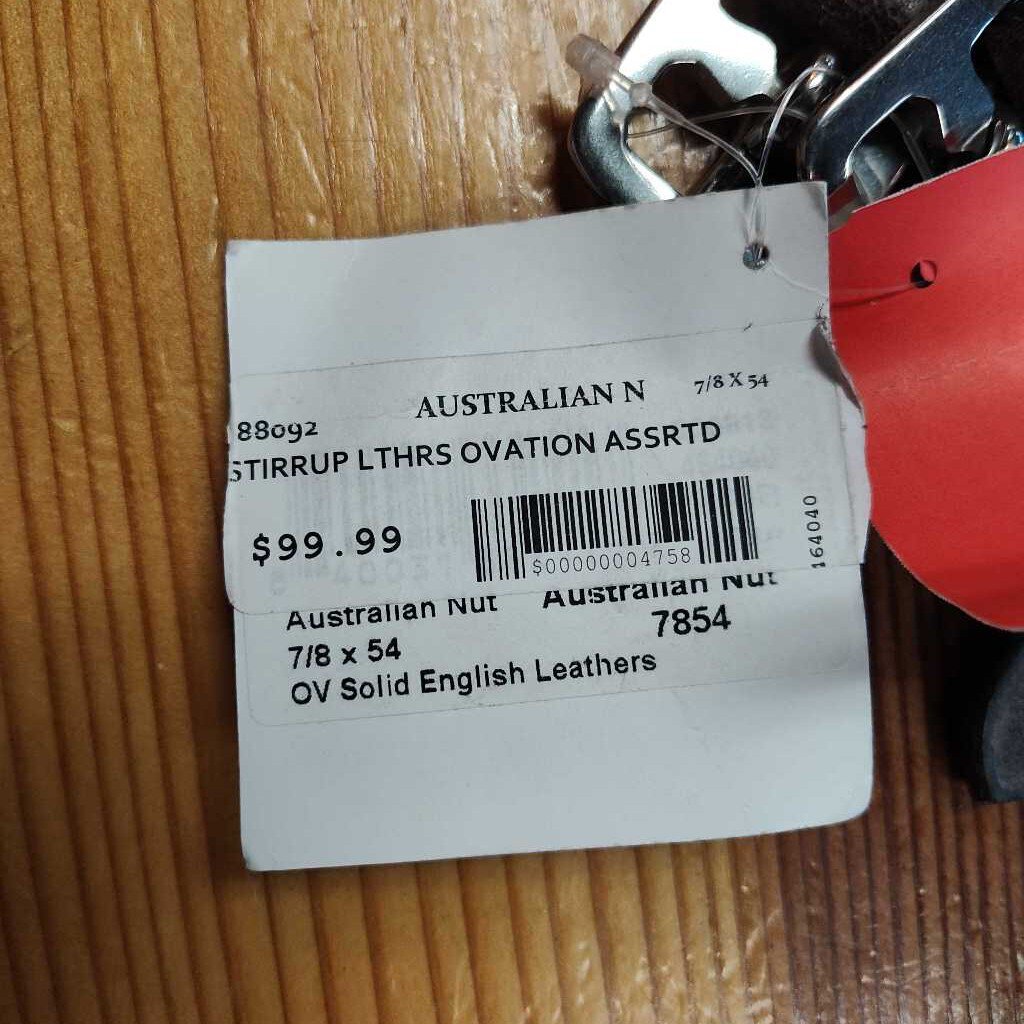 AUSTRALIAN N 7/8 X 54
88092
STIRRUP LTHRS OVATION ASSRTD
$99.99
$00000004758
164040
Australian Nut Australian Nut
7/8 x 54 7854
OV Solid English Leathers